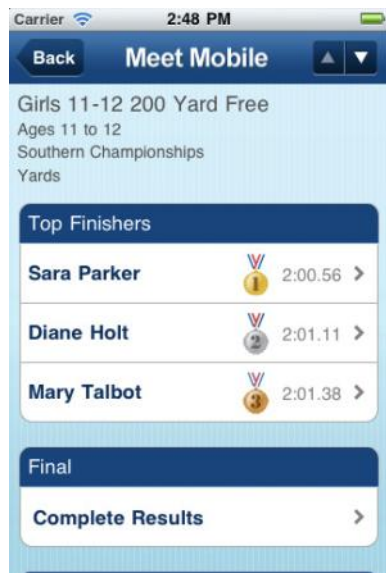 Carrier 2:48 PM
Back Meet Mobile
Girls 11-12 200 Yard Free
Ages 11 to 12
Southern Championships
Yards
Top Finishers
Sara Parker 1 2:00.56
Diane Holt 2 2:01.11
Mary Talbot 3 2:01.38
Final
Complete Results